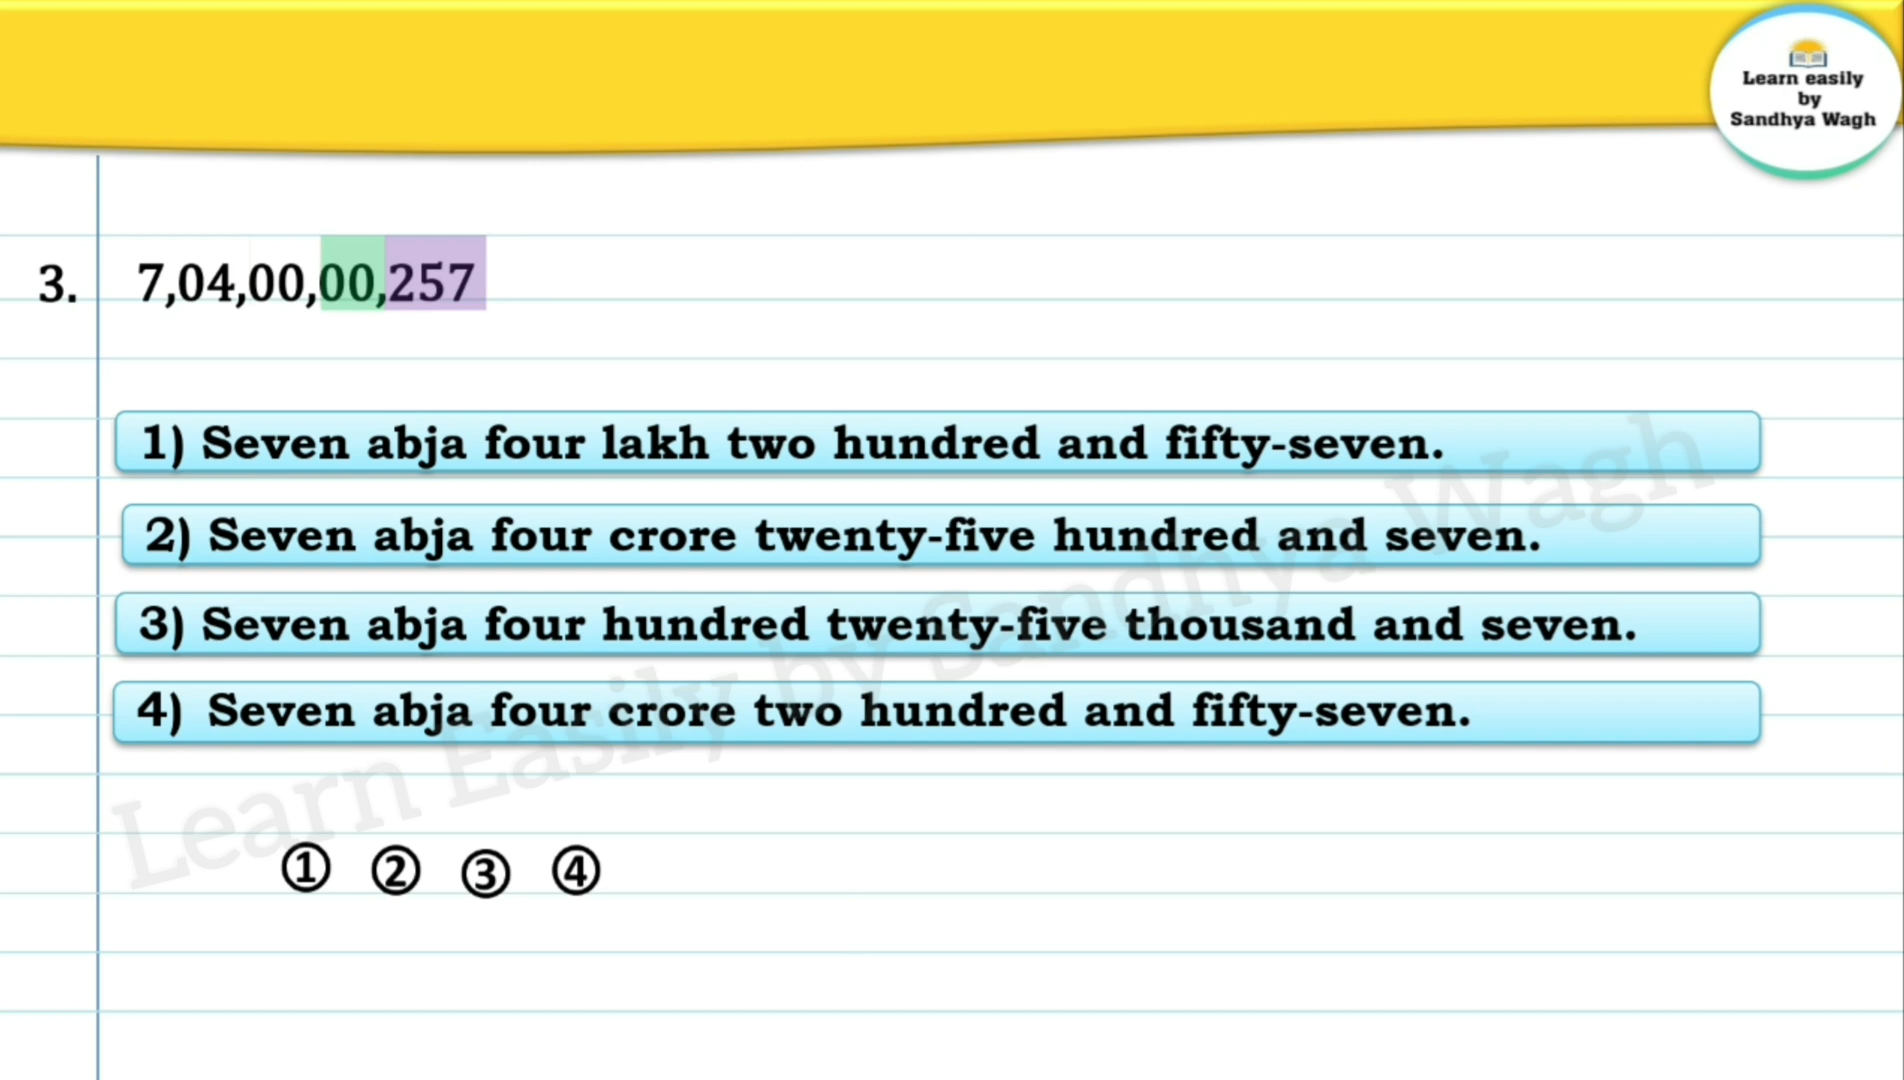 Learn easily
by
Sandhya Wagh
3. 7,04,00,00,257
1) Seven abja four lakh two hundred and fifty-seven.
2) Seven abja four crore twenty-five hundred and seven.
3) Seven abja four hundred twenty-five thousand and seven.
4) Seven abja four crore two hundred and fifty-seven.
Learn Easily by Sandhya Wagh
① ② ③ ④